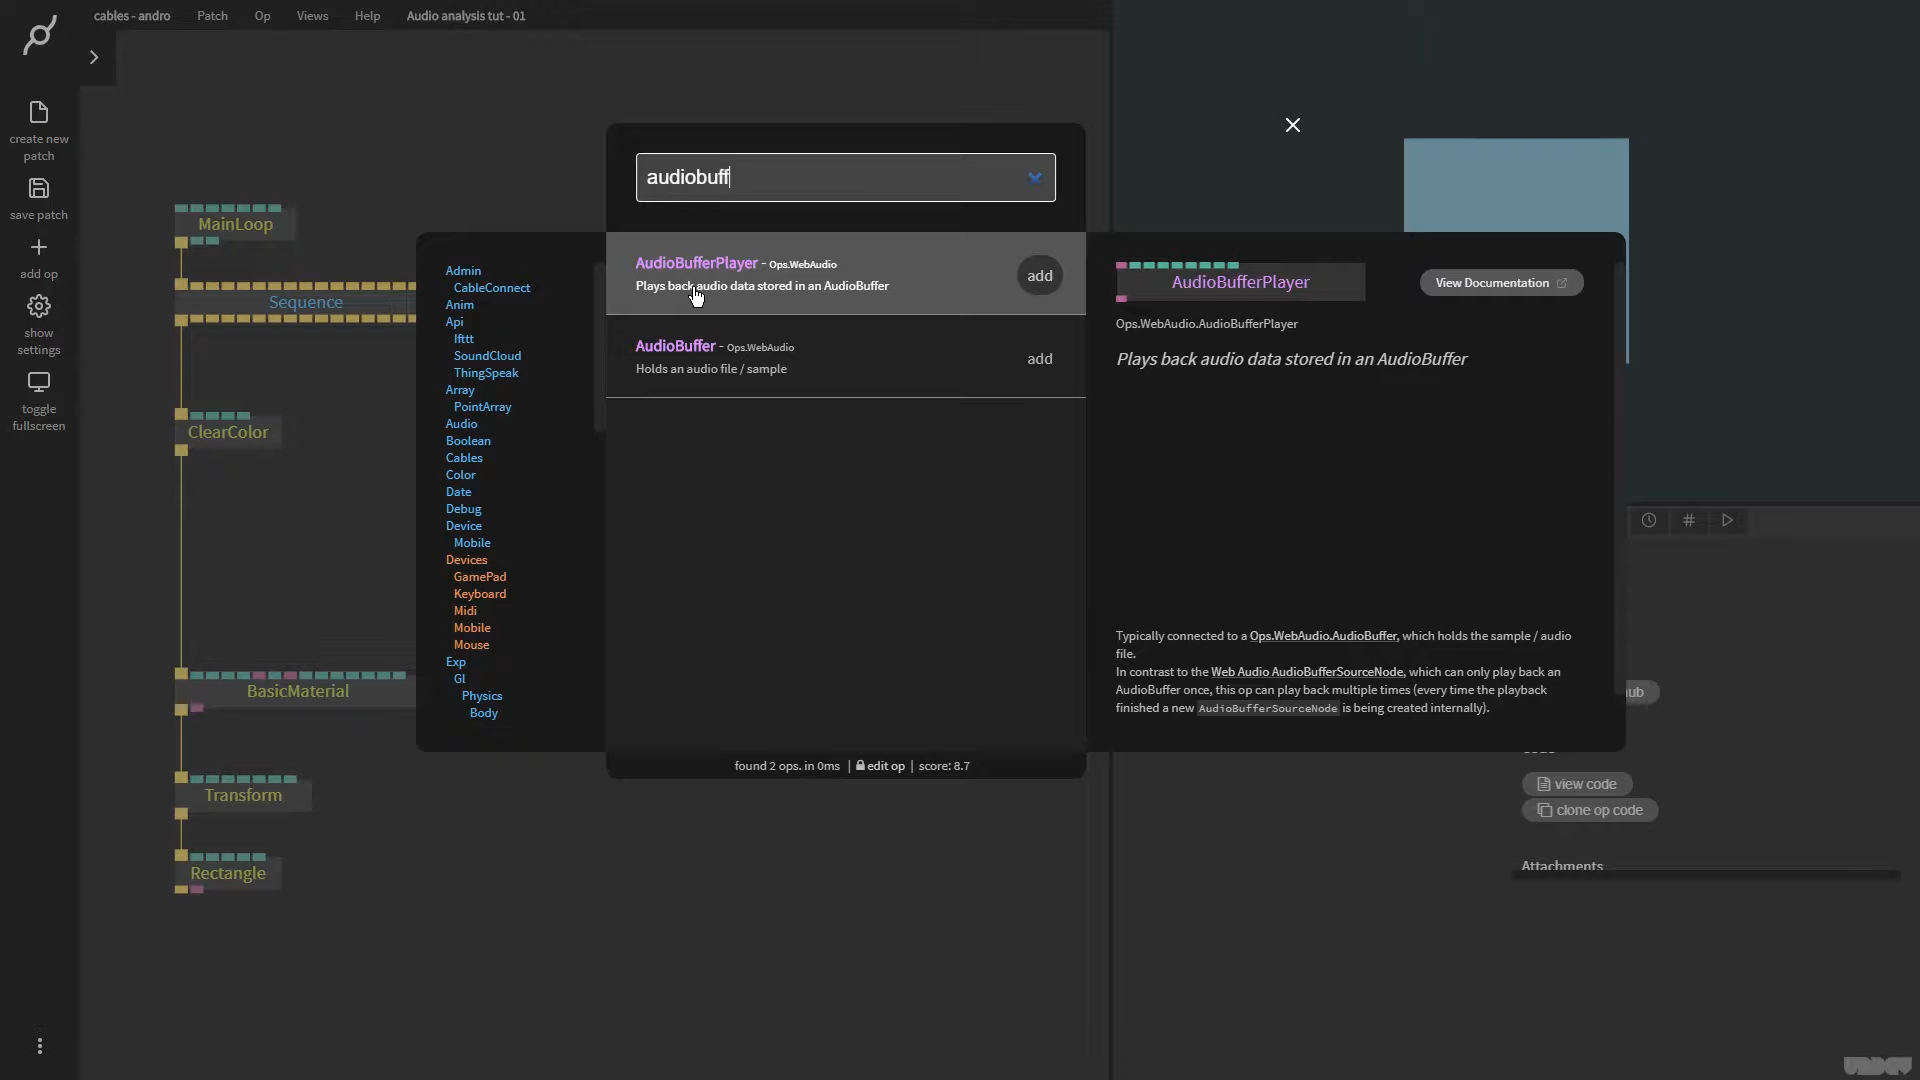 cables - andro Patch Op Views Help Audio analysis tut - 01
create new
patch
save patch
add op
show
settings
toggle
fullscreen
MainLoop
Sequence
ClearColor
BasicMaterial
Transform
Rectangle
audiobuff
Admin
CableConnect
Anim
Api
Ifttt
SoundCloud
ThingSpeak
Array
PointArray
Audio
Boolean
Cables
Color
Date
Debug
Device
Mobile
Devices
GamePad
Keyboard
Midi
Mobile
Mouse
Exp
Gl
Physics
Body
AudioBufferPlayer - Ops.WebAudio
Plays back audio data stored in an AudioBuffer
add
AudioBuffer - Ops.WebAudio
Holds an audio file / sample
add
found 2 ops. in 0ms | edit op | score: 8.7
AudioBufferPlayer
View Documentation
Ops.WebAudio.AudioBufferPlayer
Plays back audio data stored in an AudioBuffer
Typically connected to a Ops.WebAudio.AudioBuffer, which holds the sample / audio
file.
In contrast to the Web Audio AudioBufferSourceNode, which can only play back an
AudioBuffer once, this op can play back multiple times (every time the playback
finished a new AudioBufferSourceNode is being created internally).
view code
clone op code
Attachments